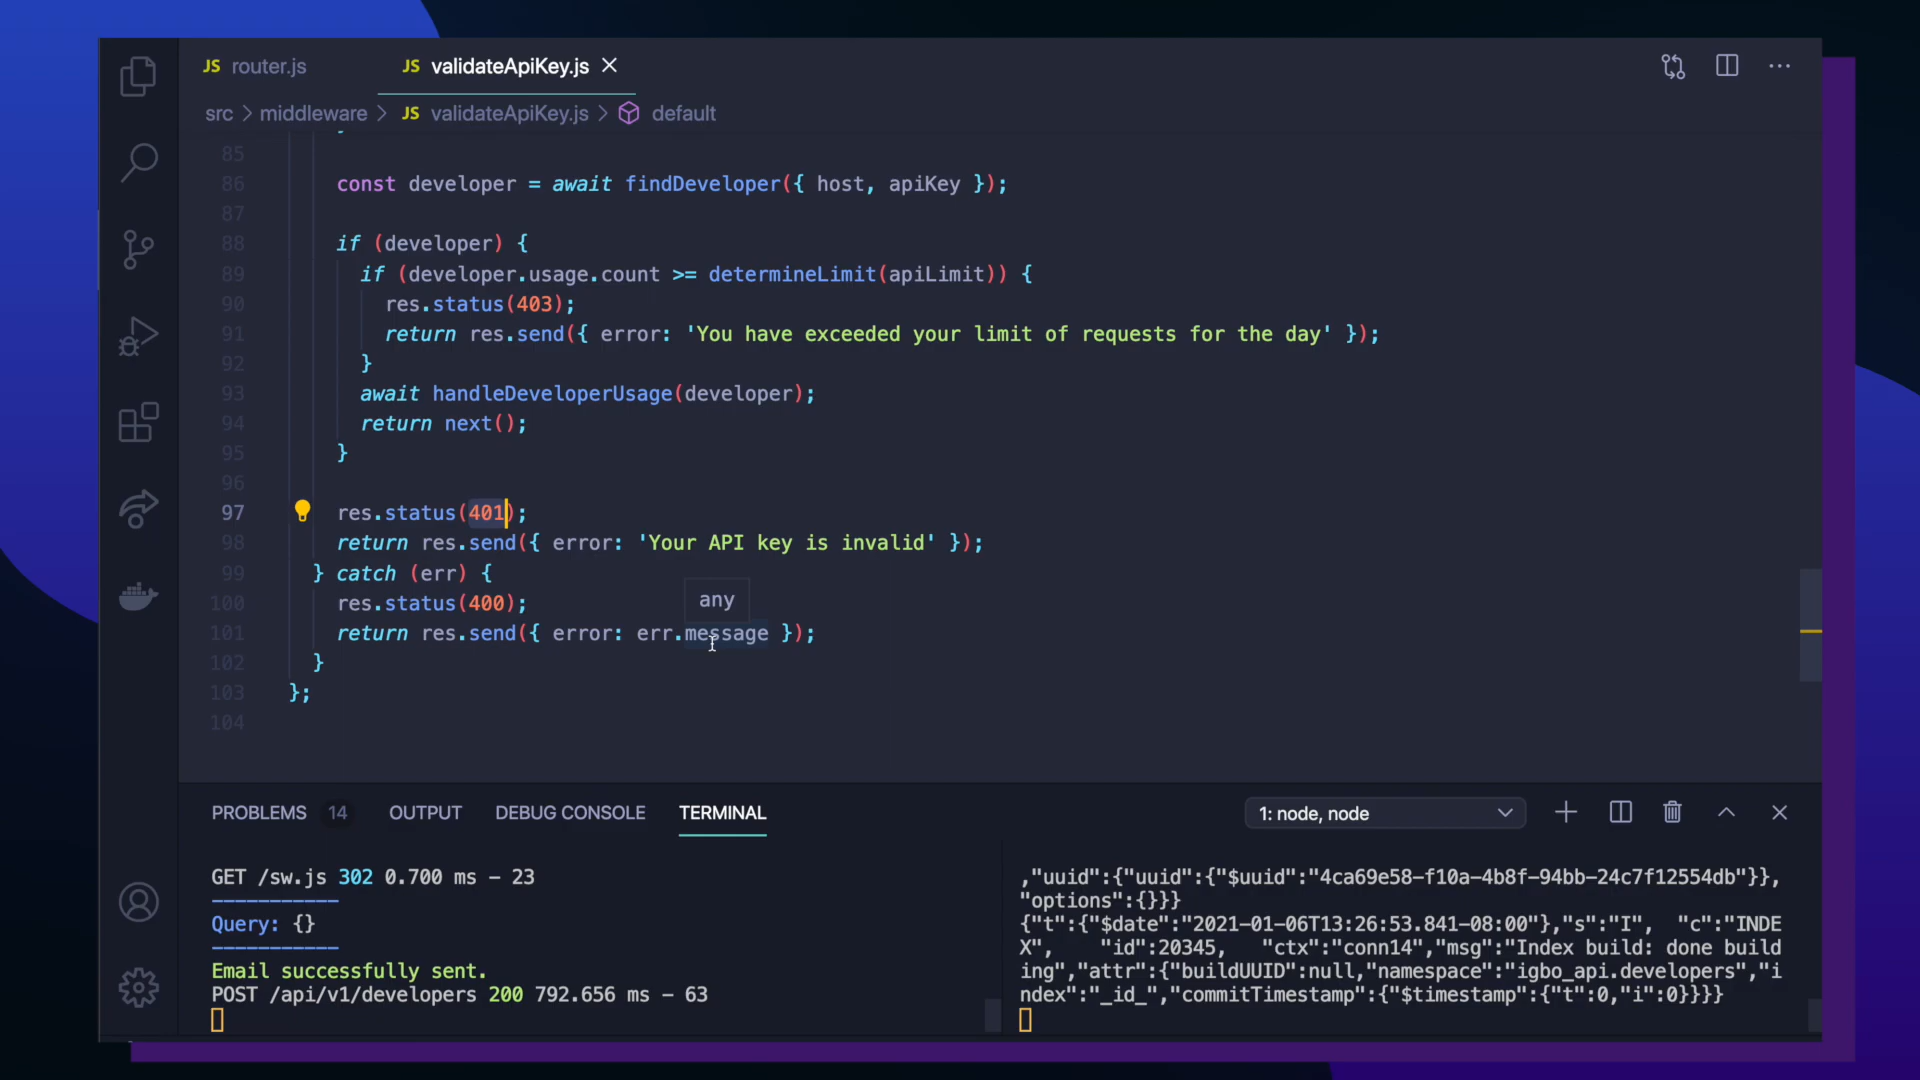 JS router.js
JS validateApiKey.js
src > middleware > JS validateApiKey.js > default
85
86 const developer = await findDeveloper({ host, apiKey });
87
88 if (developer) {
89 if (developer.usage.count >= determineLimit(apiLimit)) {
90 res.status(403);
91 return res.send({ error: 'You have exceeded your limit of requests for the day' });
92 }
93 await handleDeveloperUsage(developer);
94 return next();
95 }
96
97 res.status(401);
98 return res.send({ error: 'Your API key is invalid' });
99 } catch (err) {
any
100 res.status(400);
101 return res.send({ error: err.message });
102 }
103 };
104
PROBLEMS 14 OUTPUT DEBUG CONSOLE TERMINAL 1: node, node
GET /sw.js 302 0.700 ms - 23
-----------
Query: {}
-----------
Email successfully sent.
POST /api/v1/developers 200 792.656 ms - 63
,"uuid":{"uuid":{"$uuid":"4ca69e58-f10a-4b8f-94bb-24c7f12554db"}},
"options":{}}}
{"t":{"$date":"2021-01-06T13:26:53.841-08:00"},"s":"I", "c":"INDE
X", "id":20345, "ctx":"conn14","msg":"Index build: done build
ing","attr":{"buildUUID":null,"namespace":"igbo_api.developers","i
ndex":"_id_","commitTimestamp":{"$timestamp":{"t":0,"i":0}}}}